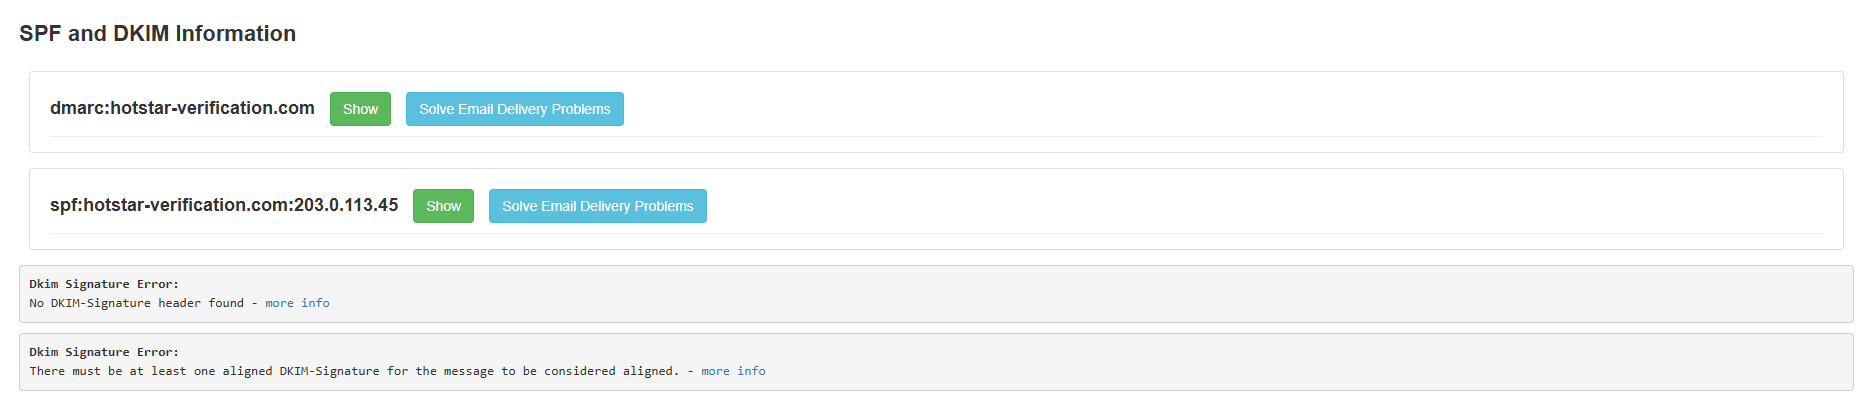 SPF and DKIM Information
dmarc:hotstar-verification.com Show Solve Email Delivery Problems
spf:hotstar-verification.com:203.0.113.45 Show Solve Email Delivery Problems
Dkim Signature Error:
No DKIM-Signature header found - more info
Dkim Signature Error:
There must be at least one aligned DKIM-Signature for the message to be considered aligned. - more info